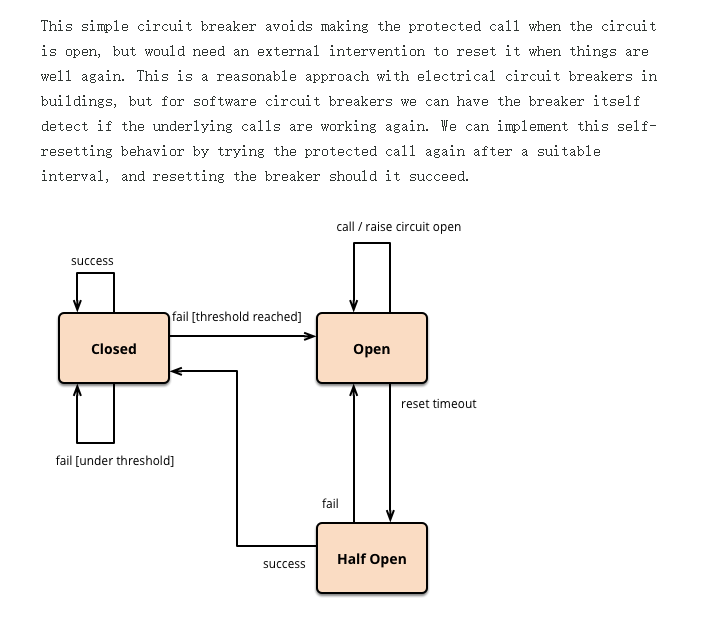 This simple circuit breaker avoids making the protected call when the circuit
is open, but would need an external intervention to reset it when things are
well again. This is a reasonable approach with electrical circuit breakers in
buildings, but for software circuit breakers we can have the breaker itself
detect if the underlying calls are working again. We can implement this self-
resetting behavior by trying the protected call again after a suitable
interval, and resetting the breaker should it succeed.
call / raise circuit open
success
fail [threshold reached]
Closed
Open
reset timeout
fail [under threshold]
fail
Half Open
success